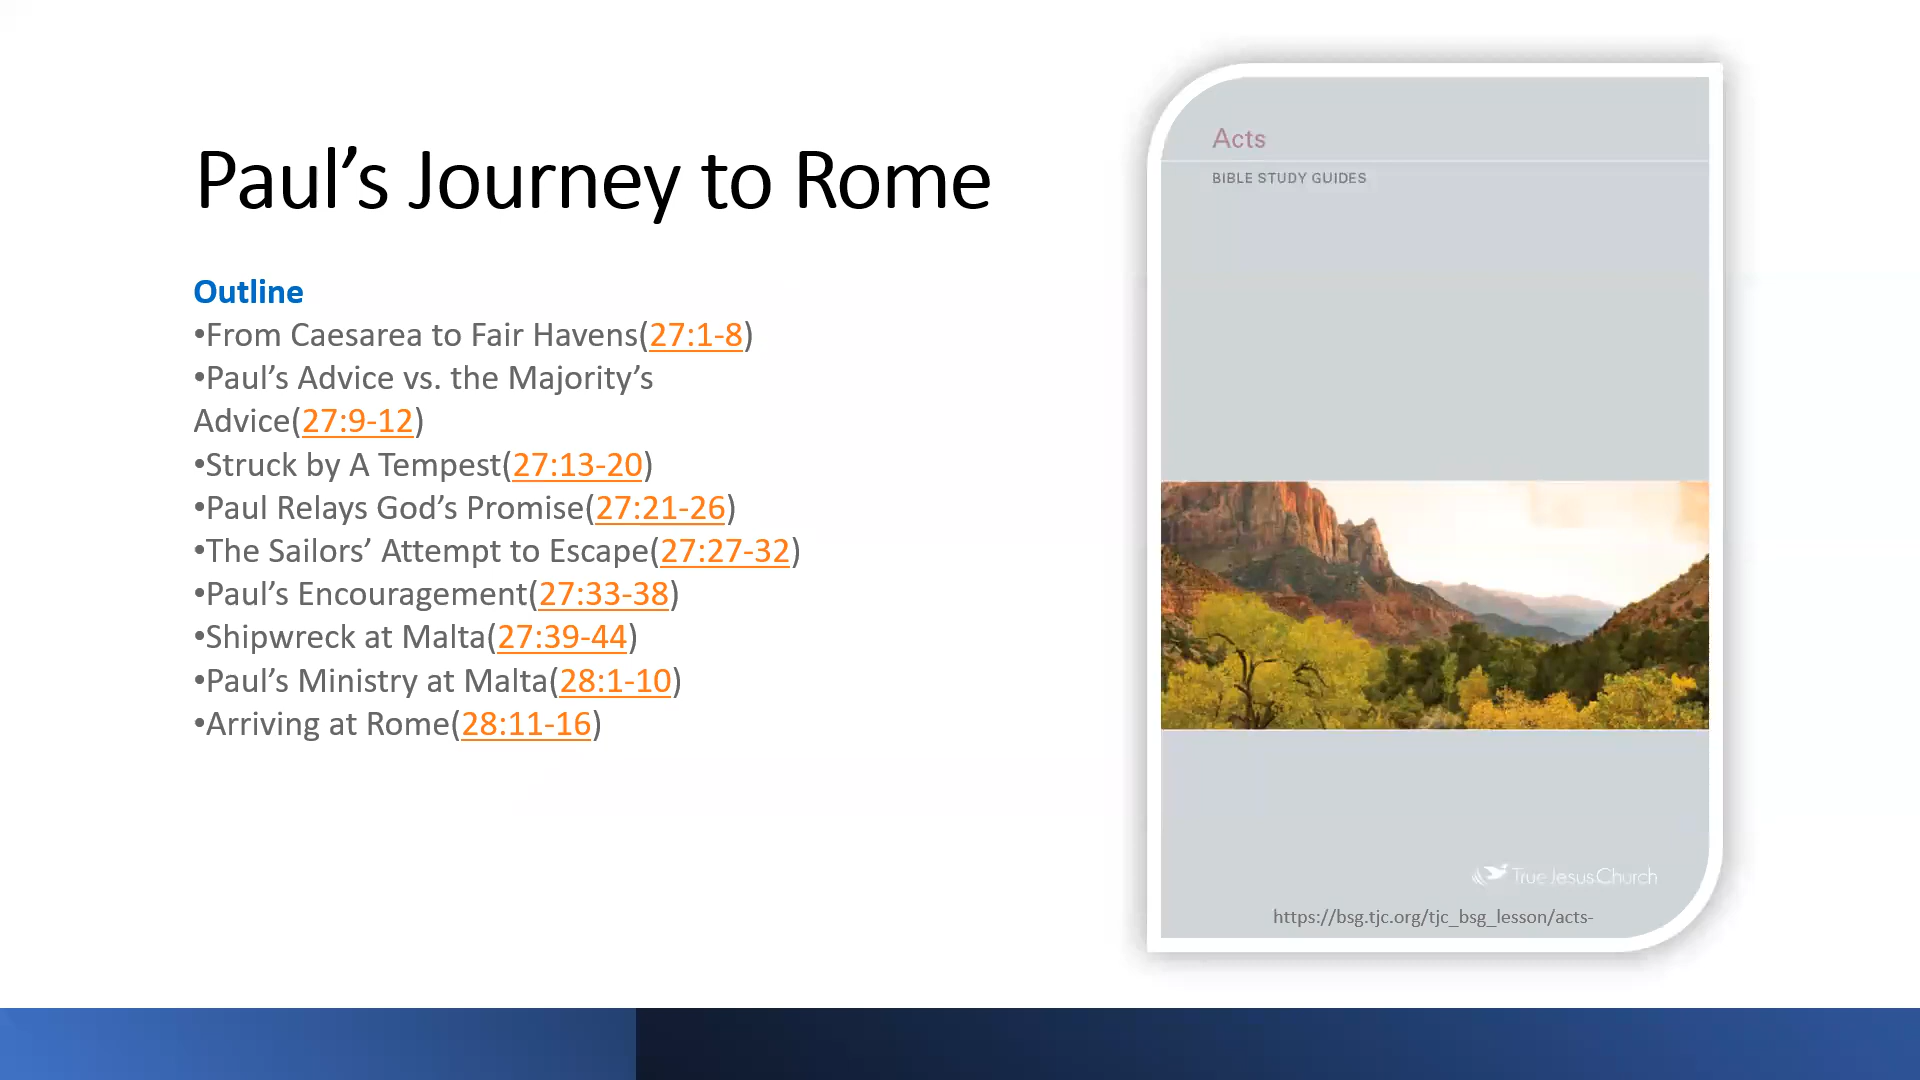 Paul’s Journey to Rome
Outline
•From Caesarea to Fair Havens(27:1-8)
•Paul’s Advice vs. the Majority’s
Advice(27:9-12)
•Struck by A Tempest(27:13-20)
•Paul Relays God’s Promise(27:21-26)
•The Sailors’ Attempt to Escape(27:27-32)
•Paul’s Encouragement(27:33-38)
•Shipwreck at Malta(27:39-44)
•Paul’s Ministry at Malta(28:1-10)
•Arriving at Rome(28:11-16)
Acts
BIBLE STUDY GUIDES
True Jesus Church
https://bsg.tjc.org/tjc_bsg_lesson/acts-